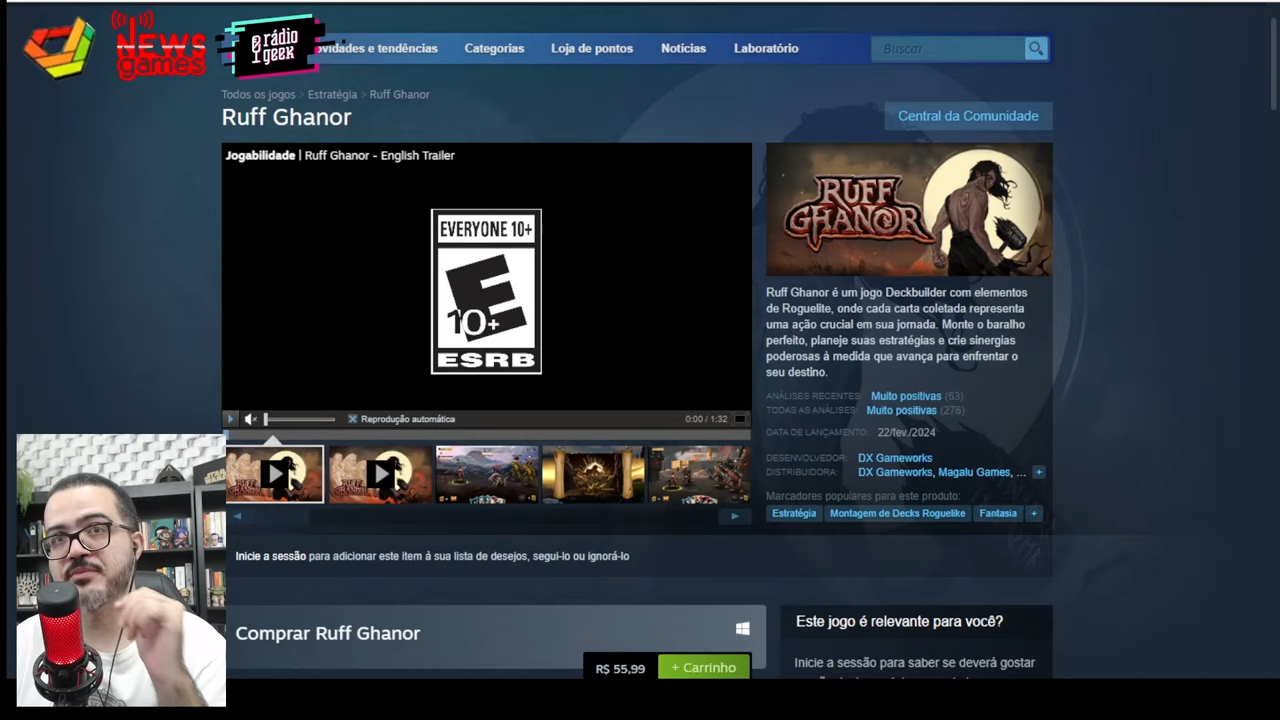 NEWS games
rádio geek
vidades e tendências Categorias Loja de pontos Notícias Laboratório Buscar
Todos os jogos > Estratégia > Ruff Ghanor
Ruff Ghanor
Central da Comunidade
Jogabilidade | Ruff Ghanor - English Trailer
EVERYONE 10+
E
10+
ESRB
0:00 / 1:32
Reprodução automática
RUFF
GHANOR
Ruff Ghanor é um jogo Deckbuilder com elementos
de Roguelite, onde cada carta coletada representa
uma ação crucial em sua jornada. Monte o baralho
perfeito, planeje suas estratégias e crie sinergias
poderosas à medida que avança para enfrentar o
seu destino.
ANÁLISES RECENTES: Muito positivas (63)
TODAS AS ANÁLISES: Muito positivas (276)
DATA DE LANÇAMENTO: 22/fev./2024
DESENVOLVEDOR: DX Gameworks
DISTRIBUIDORA: DX Gameworks, Magalu Games, ... +
Marcadores populares para este produto:
Estratégia Montagem de Decks Roguelike Fantasia +
Inicie a sessão para adicionar este item à sua lista de desejos, segui-lo ou ignorá-lo
Comprar Ruff Ghanor
R$ 55,99 + Carrinho
Este jogo é relevante para você?
Inicie a sessão para saber se deverá gostar